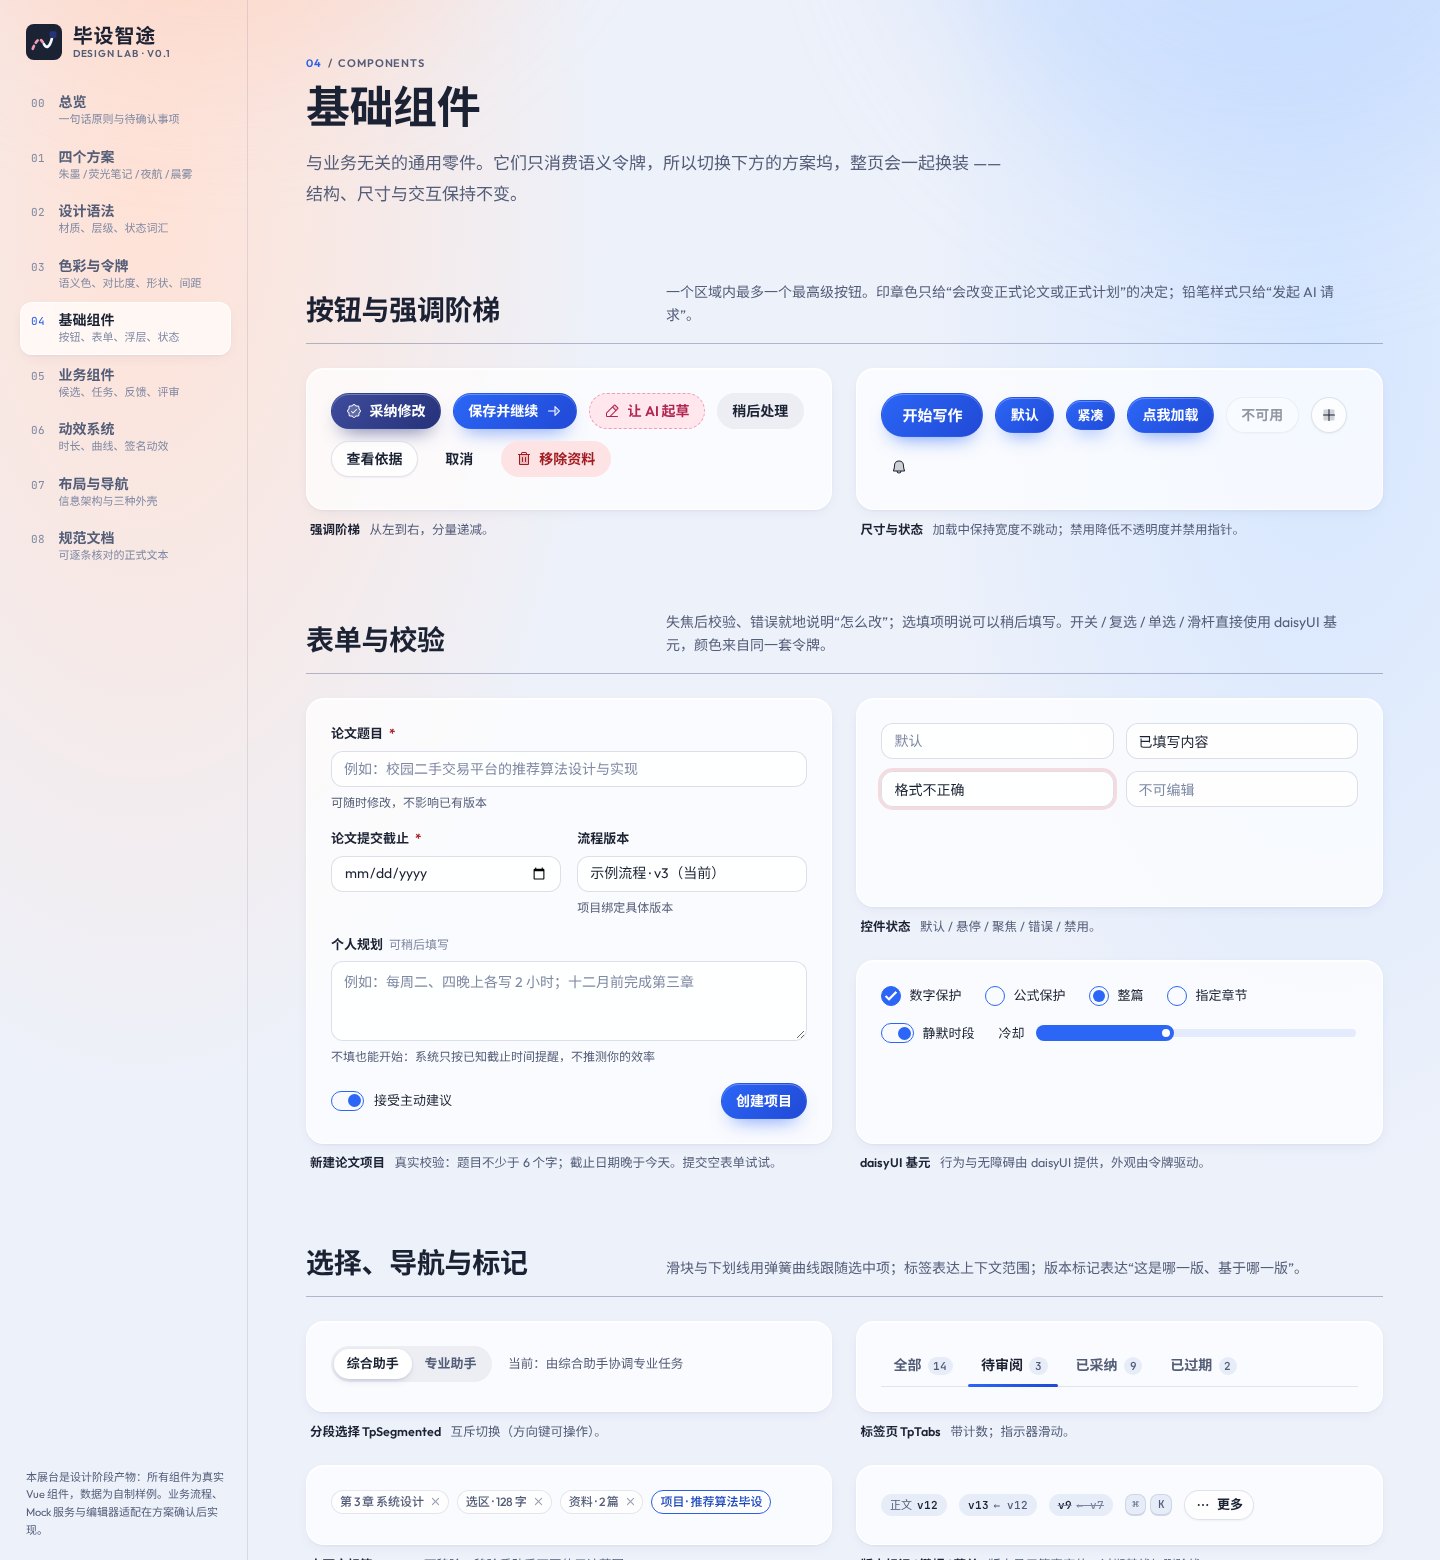 毕设智途
DESIGN LAB · V0.1
00 总览
一句话原则与待确认事项
01 四个方案
朱墨 / 荧光笔记 / 夜航 / 晨雾
02 设计语法
材质、层级、状态词汇
03 色彩与令牌
语义色、对比度、形状、间距
04 基础组件
按钮、表单、浮层、状态
05 业务组件
候选、任务、反馈、评审
06 动效系统
时长、曲线、签名动效
07 布局与导航
信息架构与三种外壳
08 规范文档
可逐条核对的正式文本
本展台是设计阶段产物：所有组件为真实
Vue 组件，数据为自制样例。业务流程、
Mock 服务与编辑器适配在方案确认后实
现。
04 / COMPONENTS
基础组件
与业务无关的通用零件。它们只消费语义令牌，所以切换下方的方案坞，整页会一起换装 ——
结构、尺寸与交互保持不变。
按钮与强调阶梯
一个区域内最多一个最高级按钮。印章色只给“会改变正式论文或正式计划”的决定；铅笔样式只给“发起 AI 请
求”。
采纳修改 保存并继续 让 AI 起草 稍后处理
查看依据 取消 移除资料
强调阶梯 从左到右，分量递减。
开始写作 默认 紧凑 点我加载 不可用
尺寸与状态 加载中保持宽度不跳动；禁用降低不透明度并禁用指针。
表单与校验
失焦后校验、错误就地说明“怎么改”；选填项明说可以稍后填写。开关 / 复选 / 单选 / 滑杆直接使用 daisyUI 基
元，颜色来自同一套令牌。
论文题目 *
例如：校园二手交易平台的推荐算法设计与实现
可随时修改，不影响已有版本
论文提交截止 * 流程版本
mm/dd/yyyy 示例流程 · v3（当前）
项目绑定具体版本
个人规划 可稍后填写
例如：每周二、四晚上各写 2 小时；十二月前完成第三章
不填也能开始：系统只按已知截止时间提醒，不推测你的效率
接受主动建议 创建项目
新建论文项目 真实校验：题目不少于 6 个字；截止日期晚于今天。提交空表单试试。
默认 已填写内容
格式不正确 不可编辑
控件状态 默认 / 悬停 / 聚焦 / 错误 / 禁用。
数字保护 公式保护 整篇 指定章节
静默时段 冷却
daisyUI 基元 行为与无障碍由 daisyUI 提供，外观由令牌驱动。
选择、导航与标记
滑块与下划线用弹簧曲线跟随选中项；标签表达上下文范围；版本标记表达“这是哪一版、基于哪一版”。
综合助手 专业助手 当前：由综合助手协调专业任务
分段选择 TpSegmented 互斥切换（方向键可操作）。
全部 14 待审阅 3 已采纳 9 已过期 2
标签页 TpTabs 带计数；指示器滑动。
第 3 章 系统设计 × 选区 · 128 字 × 资料 · 2 篇 × 项目 · 推荐算法毕设
正文 v12 v13 ← v12 v9 ← v7 ⌘ K ··· 更多